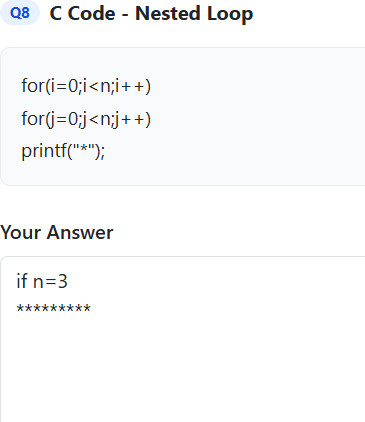 Q8 C Code - Nested Loop
for(i=0;i<n;i++)
for(j=0;j<n;j++)
printf("*");
Your Answer
if n=3
*********